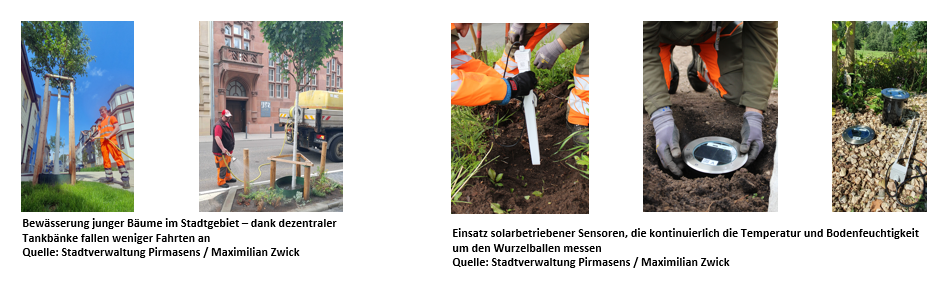 Bewässerung junger Bäume im Stadtgebiet – dank dezentraler
Tankbänke fallen weniger Fahrten an
Quelle: Stadtverwaltung Pirmasens / Maximilian Zwick
Einsatz solarbetriebener Sensoren, die kontinuierlich die Temperatur und Bodenfeuchtigkeit
um den Wurzelballen messen
Quelle: Stadtverwaltung Pirmasens / Maximilian Zwick